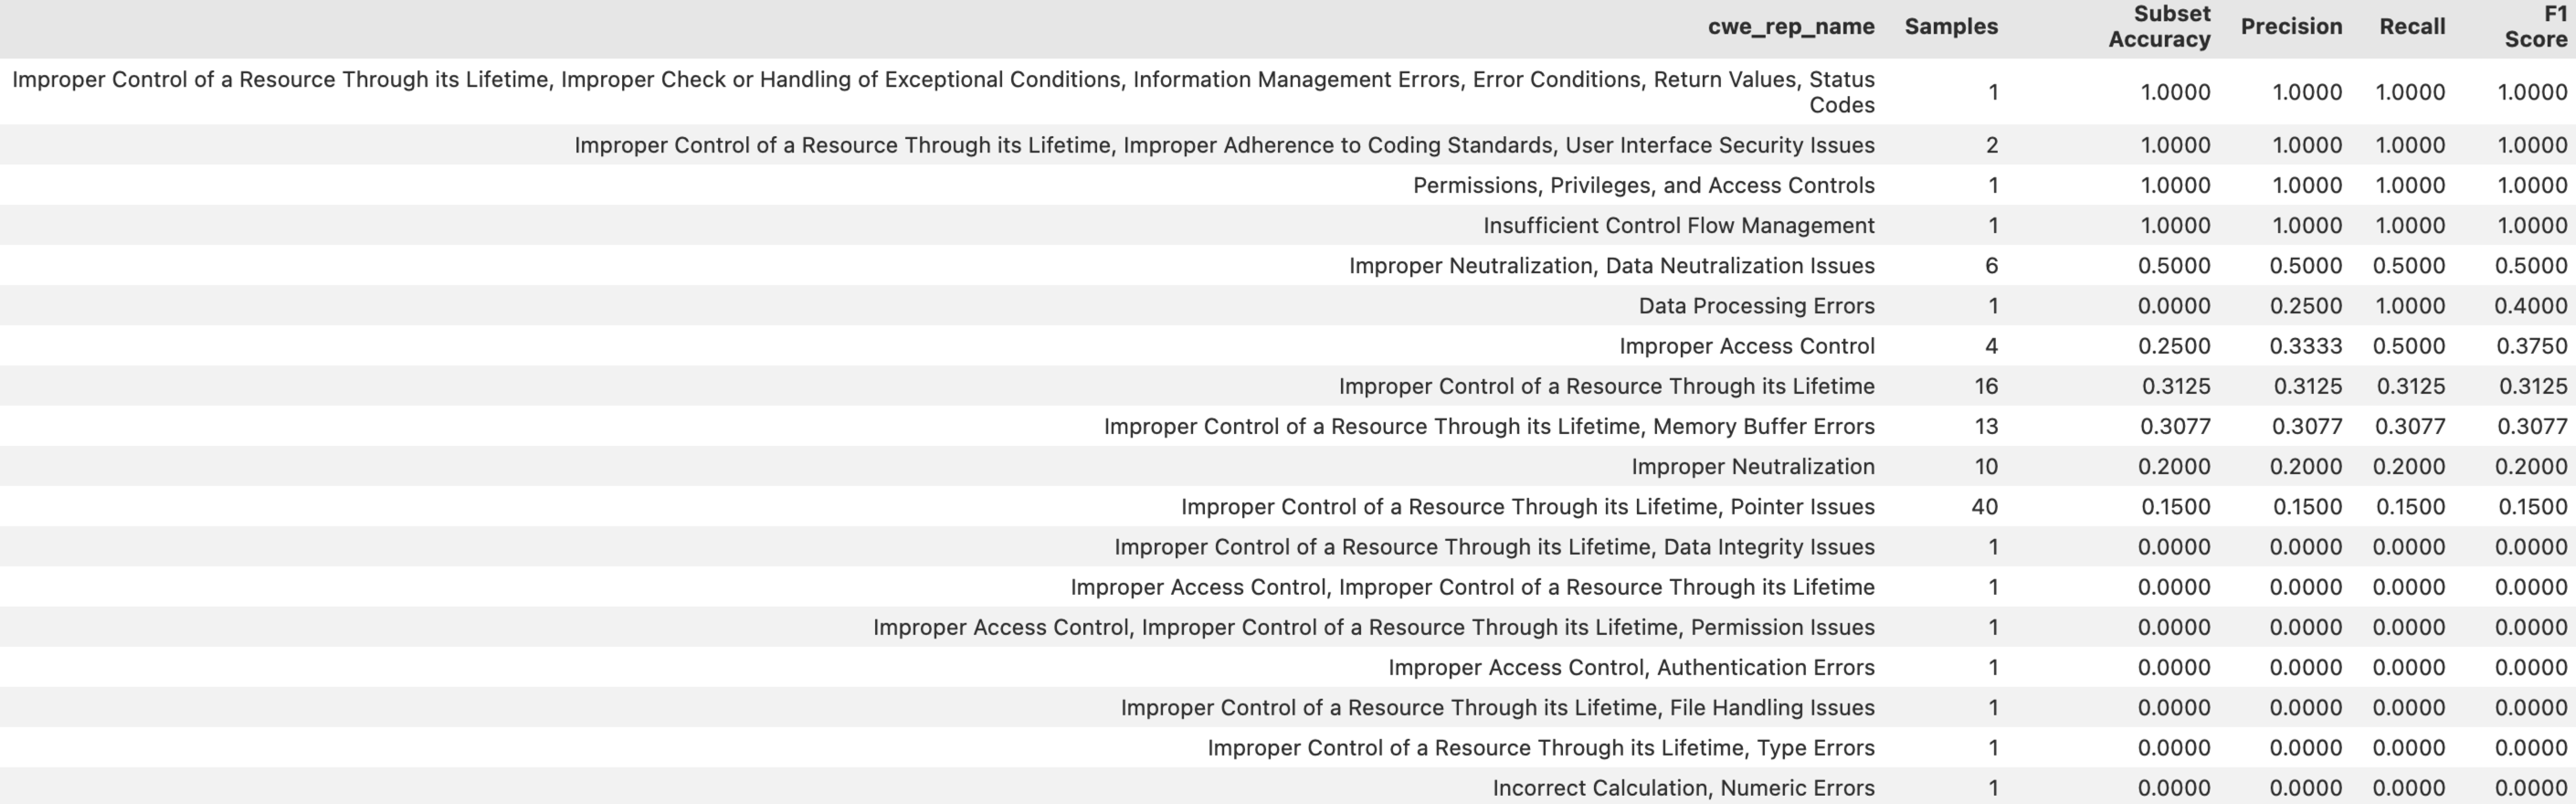 cwe_rep_name Samples Subset Accuracy Precision Recall F1 Score
Improper Control of a Resource Through its Lifetime, Improper Check or Handling of Exceptional Conditions, Information Management Errors, Error Conditions, Return Values, Status
Codes 1 1.0000 1.0000 1.0000 1.0000
Improper Control of a Resource Through its Lifetime, Improper Adherence to Coding Standards, User Interface Security Issues 2 1.0000 1.0000 1.0000 1.0000
Permissions, Privileges, and Access Controls 1 1.0000 1.0000 1.0000 1.0000
Insufficient Control Flow Management 1 1.0000 1.0000 1.0000 1.0000
Improper Neutralization, Data Neutralization Issues 6 0.5000 0.5000 0.5000 0.5000
Data Processing Errors 1 0.0000 0.2500 1.0000 0.4000
Improper Access Control 4 0.2500 0.3333 0.5000 0.3750
Improper Control of a Resource Through its Lifetime 16 0.3125 0.3125 0.3125 0.3125
Improper Control of a Resource Through its Lifetime, Memory Buffer Errors 13 0.3077 0.3077 0.3077 0.3077
Improper Neutralization 10 0.2000 0.2000 0.2000 0.2000
Improper Control of a Resource Through its Lifetime, Pointer Issues 40 0.1500 0.1500 0.1500 0.1500
Improper Control of a Resource Through its Lifetime, Data Integrity Issues 1 0.0000 0.0000 0.0000 0.0000
Improper Access Control, Improper Control of a Resource Through its Lifetime 1 0.0000 0.0000 0.0000 0.0000
Improper Access Control, Improper Control of a Resource Through its Lifetime, Permission Issues 1 0.0000 0.0000 0.0000 0.0000
Improper Access Control, Authentication Errors 1 0.0000 0.0000 0.0000 0.0000
Improper Control of a Resource Through its Lifetime, File Handling Issues 1 0.0000 0.0000 0.0000 0.0000
Improper Control of a Resource Through its Lifetime, Type Errors 1 0.0000 0.0000 0.0000 0.0000
Incorrect Calculation, Numeric Errors 1 0.0000 0.0000 0.0000 0.0000